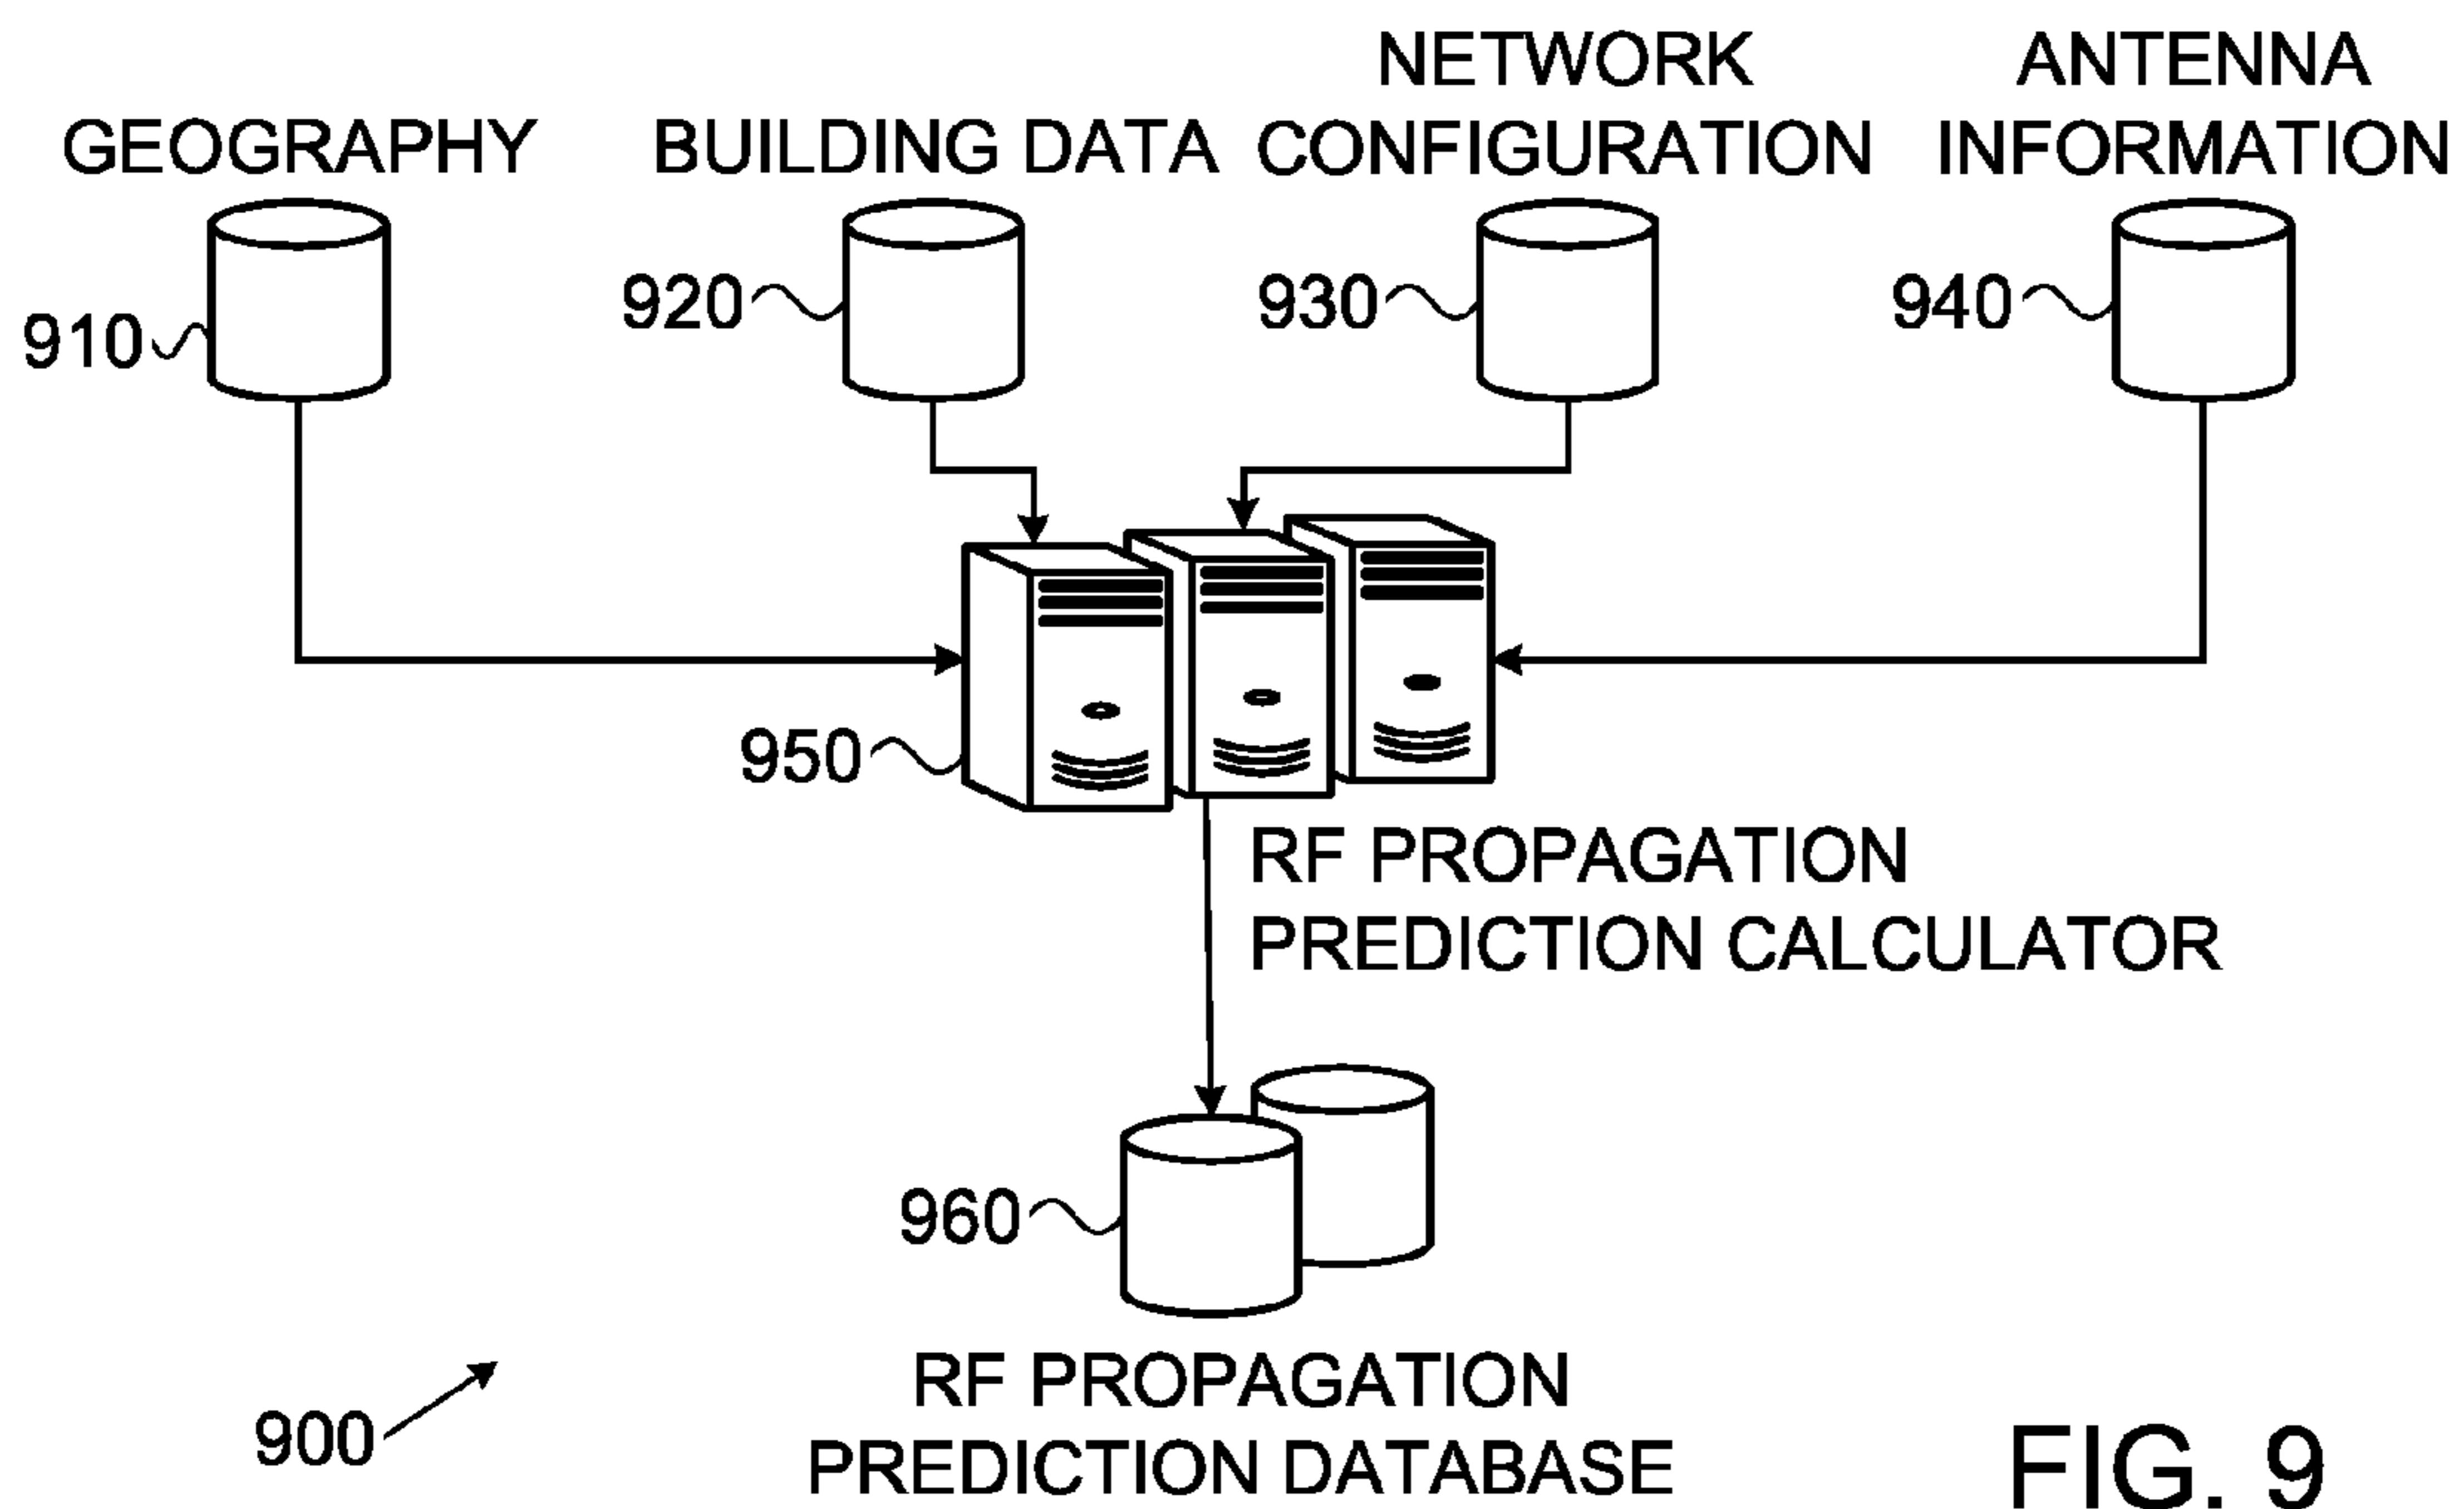 NETWORK
ANTENNA
GEOGRAPHY
BUILDING DATA
CONFIGURATION
INFORMATION
910
920
930
940
950
RF PROPAGATION
PREDICTION CALCULATOR
960
RF PROPAGATION
PREDICTION DATABASE
900
FIG. 9